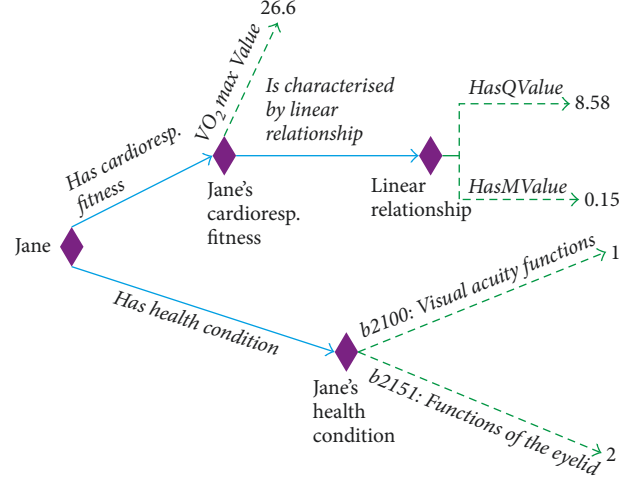 26.6
VO₂ max Value
Is characterised
by linear
relationship
HasQValue
8.58
Has cardioresp.
fitness
Jane's
cardioresp.
fitness
Linear
relationship
HasMValue
0.15
Jane
Has health condition
b2100: Visual acuity functions
1
Jane's
health
condition
b2151: Functions of the eyelid
2